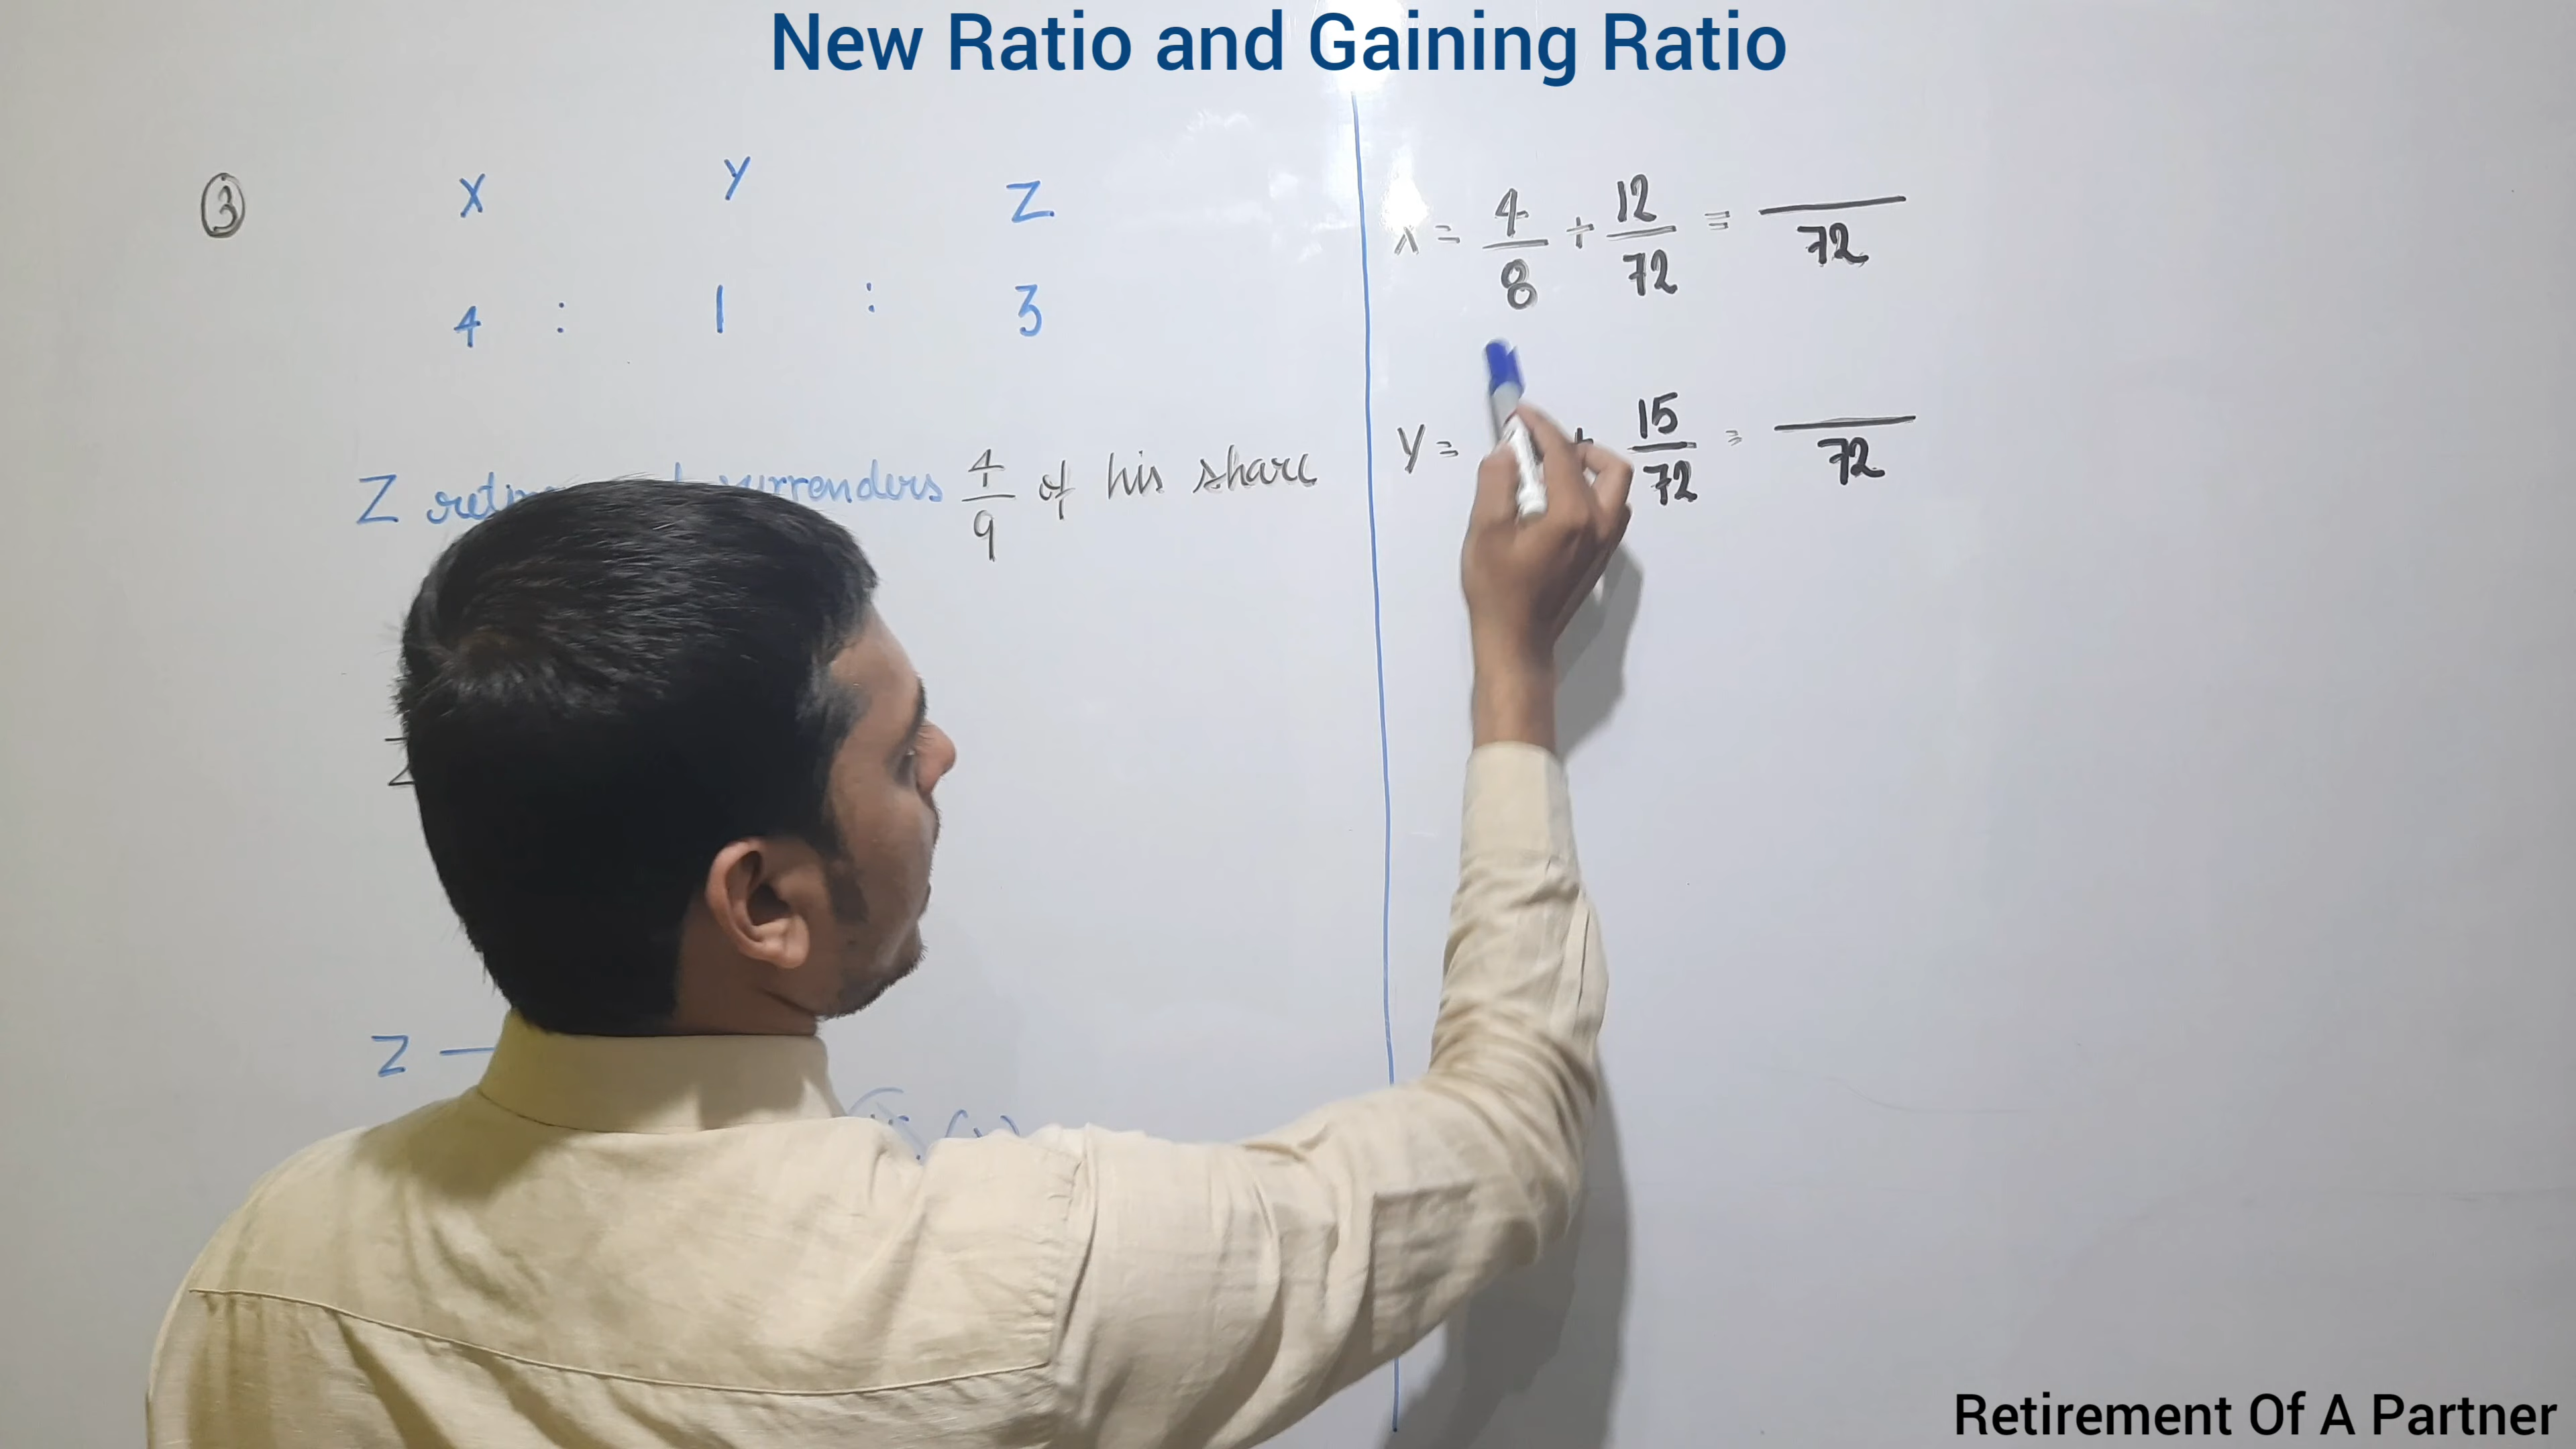 New Ratio and Gaining Ratio
③ X Y Z
4 : 1 : 3
Z surrenders 4/9 of his share
Z —
X = 4/8 + 12/72 = /72
Y = + 15/72 = /72
Retirement Of A Partner